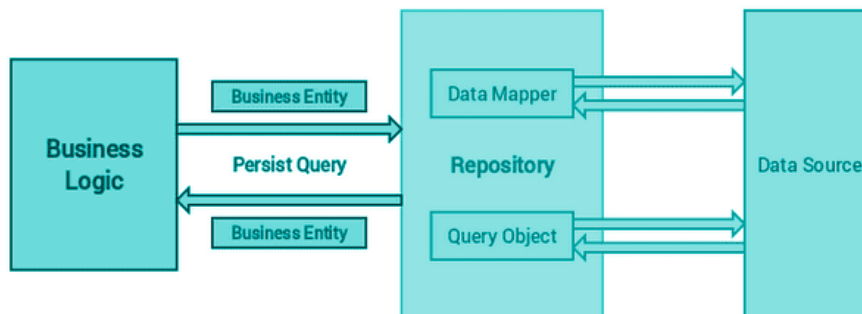 Business
Logic
Business Entity
Persist Query
Business Entity
Data Mapper
Repository
Query Object
Data Source